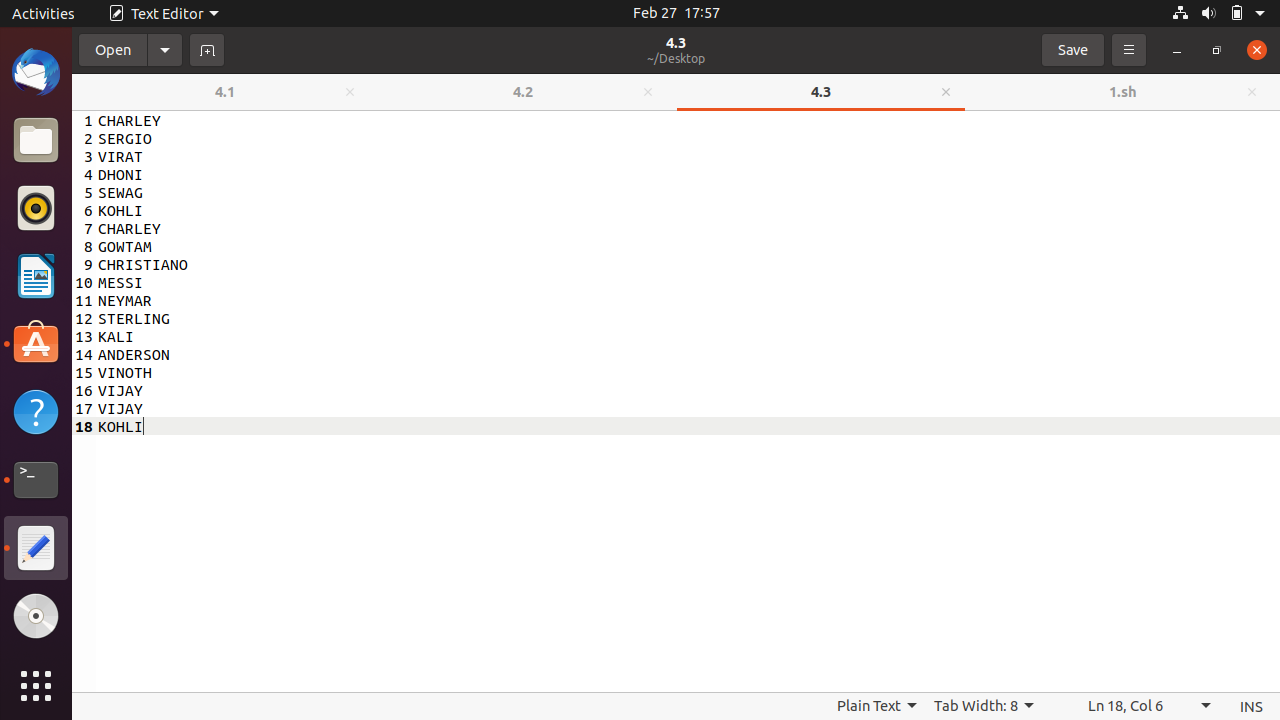 Activities Text Editor Feb 27 17:57
Open 4.3 Save
~/Desktop
4.1 4.2 4.3 1.sh
1 CHARLEY
2 SERGIO
3 VIRAT
4 DHONI
5 SEWAG
6 KOHLI
7 CHARLEY
8 GOWTAM
9 CHRISTIANO
10 MESSI
11 NEYMAR
12 STERLING
13 KALI
14 ANDERSON
15 VINOTH
16 VIJAY
17 VIJAY
18 KOHLI
Plain Text Tab Width: 8 Ln 18, Col 6 INS